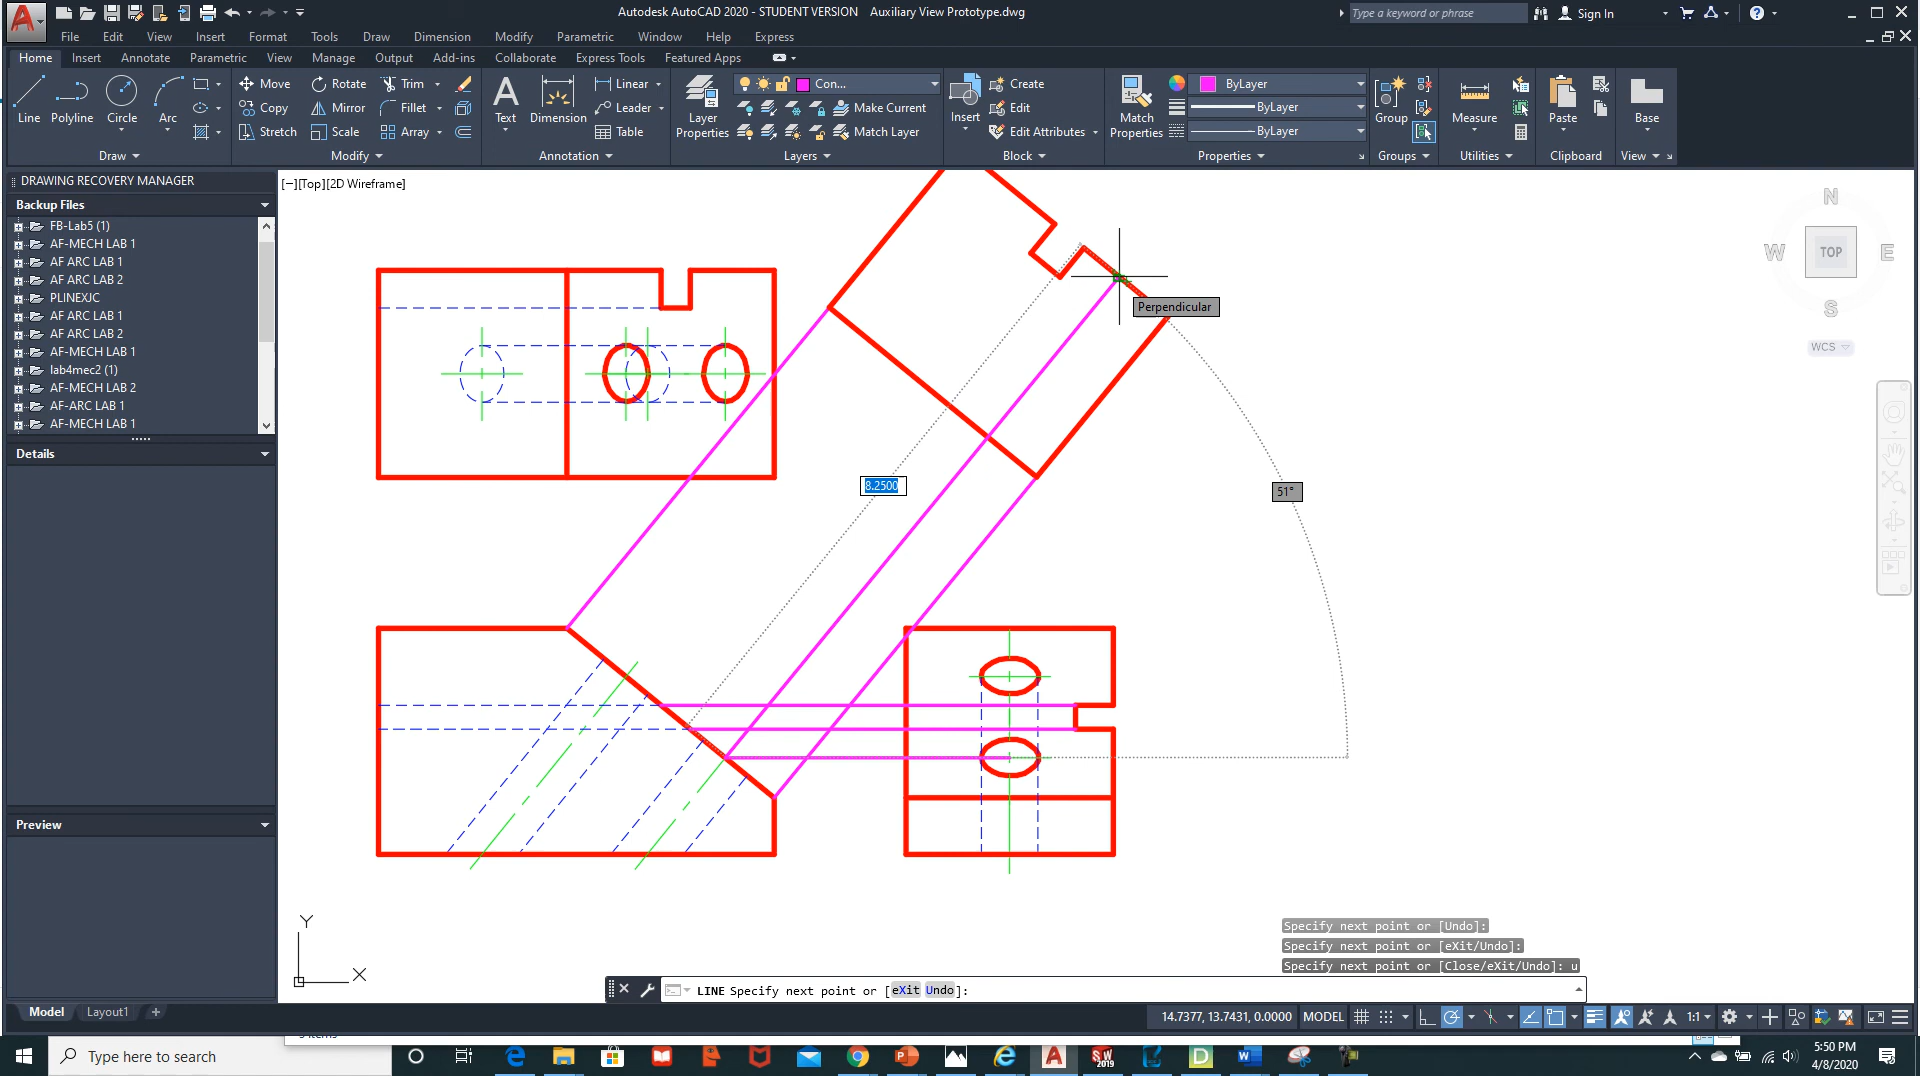 Autodesk AutoCAD 2020 - STUDENT VERSION Auxiliary View Prototype.dwg
Type a keyword or phrase
Sign In
File Edit View Insert Format Tools Draw Dimension Modify Parametric Window Help Express
Home Insert Annotate Parametric View Manage Output Add-ins Collaborate Express Tools Featured Apps
Line Polyline Circle Arc
Draw
Move Rotate Trim
Copy Mirror Fillet
Stretch Scale Array
Modify
Text Dimension
Linear
Leader
Table
Annotation
Layer Properties
Con...
Make Current
Match Layer
Layers
Insert
Create
Edit
Edit Attributes
Block
Match Properties
ByLayer
ByLayer
ByLayer
Properties
Group
Groups
Measure
Utilities
Paste
Clipboard
Base
View
DRAWING RECOVERY MANAGER
Backup Files
FB-Lab5 (1)
AF-MECH LAB 1
AF ARC LAB 1
AF ARC LAB 2
PLINEXJC
AF ARC LAB 1
AF ARC LAB 2
AF-MECH LAB 1
lab4mec2 (1)
AF-MECH LAB 2
AF-ARC LAB 1
AF-MECH LAB 1
Details
Preview
[−][Top][2D Wireframe]
N
W TOP E
S
WCS
Perpendicular
8.2500
51°
Y
X
Specify next point or [Undo]:
Specify next point or [eXit/Undo]:
Specify next point or [Close/eXit/Undo]: u
LINE Specify next point or [eXit Undo]:
Model Layout1 +
14.7377, 13.7431, 0.0000 MODEL
1:1
Type here to search
SW
2019
D
5:50 PM
4/8/2020